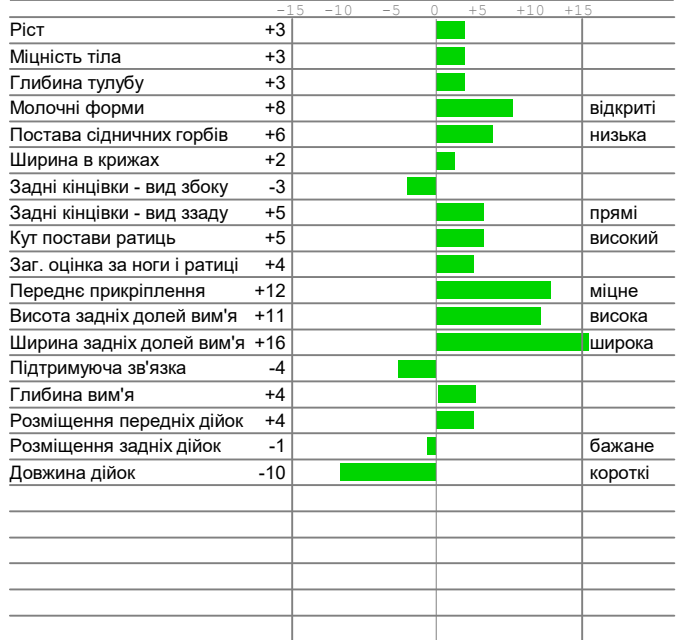 -15 -10 -5 0 +5 +10 +15
Ріст +3
Міцність тіла +3
Глибина тулубу +3
Молочні форми +8 відкриті
Постава сідничних горбів +6 низька
Ширина в крижах +2
Задні кінцівки - вид збоку -3
Задні кінцівки - вид ззаду +5 прямі
Кут постави ратиць +5 високий
Заг. оцінка за ноги і ратиці +4
Переднє прикріплення +12 міцне
Висота задніх долей вим'я +11 висока
Ширина задніх долей вим'я +16 широка
Підтримуюча зв'язка -4
Глибина вим'я +4
Розміщення передніх дійок +4
Розміщення задніх дійок -1 бажане
Довжина дійок -10 короткі